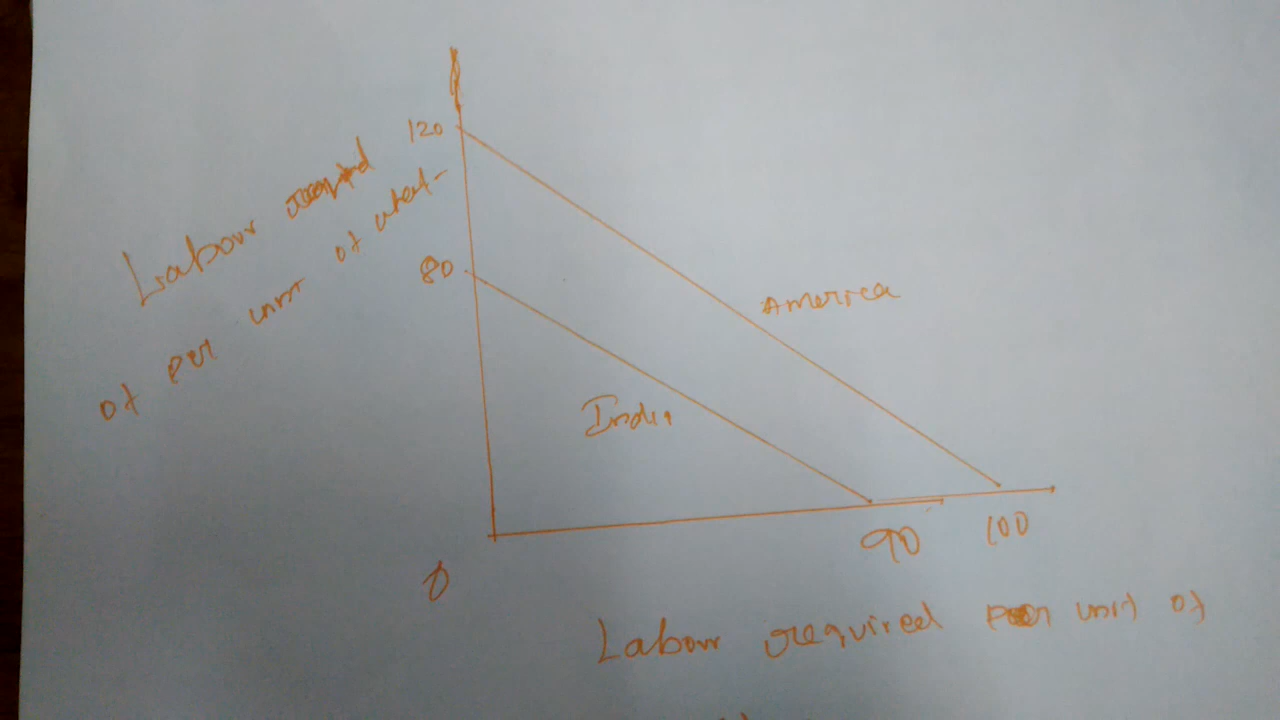 120
Labour required
of per unit of wheat
80
America
India
90
100
0
Labour required per unit of